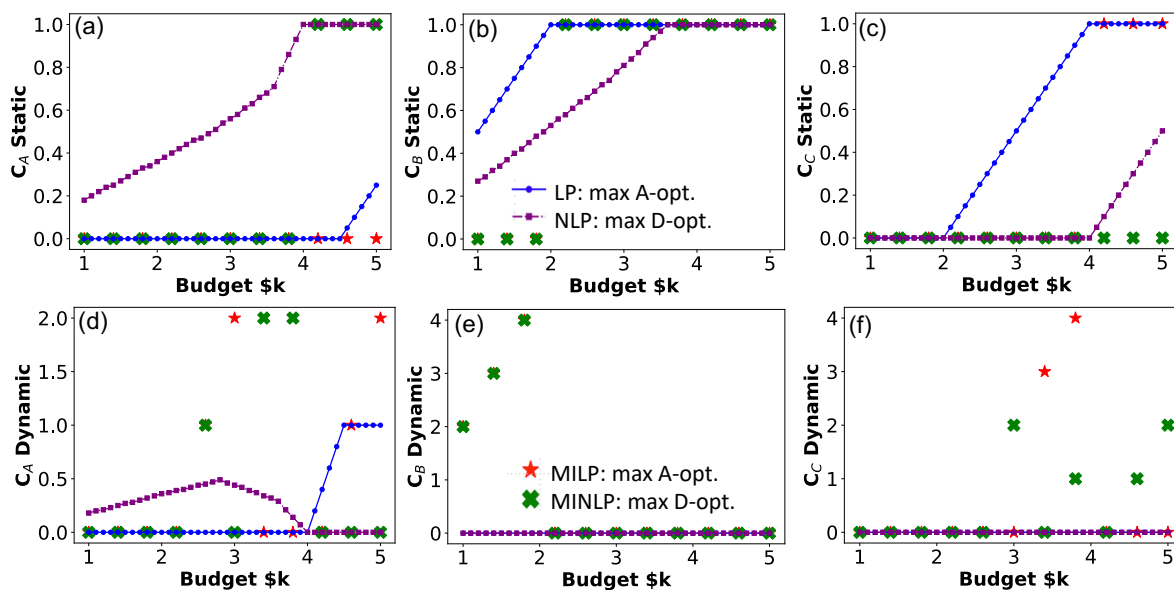 (a)
C_A Static
1.0
0.8
0.6
0.4
0.2
0.0
1 2 3 4 5
Budget $k
(b)
C_B Static
1.0
0.8
0.6
0.4
0.2
0.0
LP: max A-opt.
NLP: max D-opt.
1 2 3 4 5
Budget $k
(c)
C_C Static
1.0
0.8
0.6
0.4
0.2
0.0
1 2 3 4 5
Budget $k
(d)
C_A Dynamic
2.0
1.5
1.0
0.5
0.0
1 2 3 4 5
Budget $k
(e)
C_B Dynamic
4
3
2
1
0
MILP: max A-opt.
MINLP: max D-opt.
1 2 3 4 5
Budget $k
(f)
C_C Dynamic
4
3
2
1
0
1 2 3 4 5
Budget $k